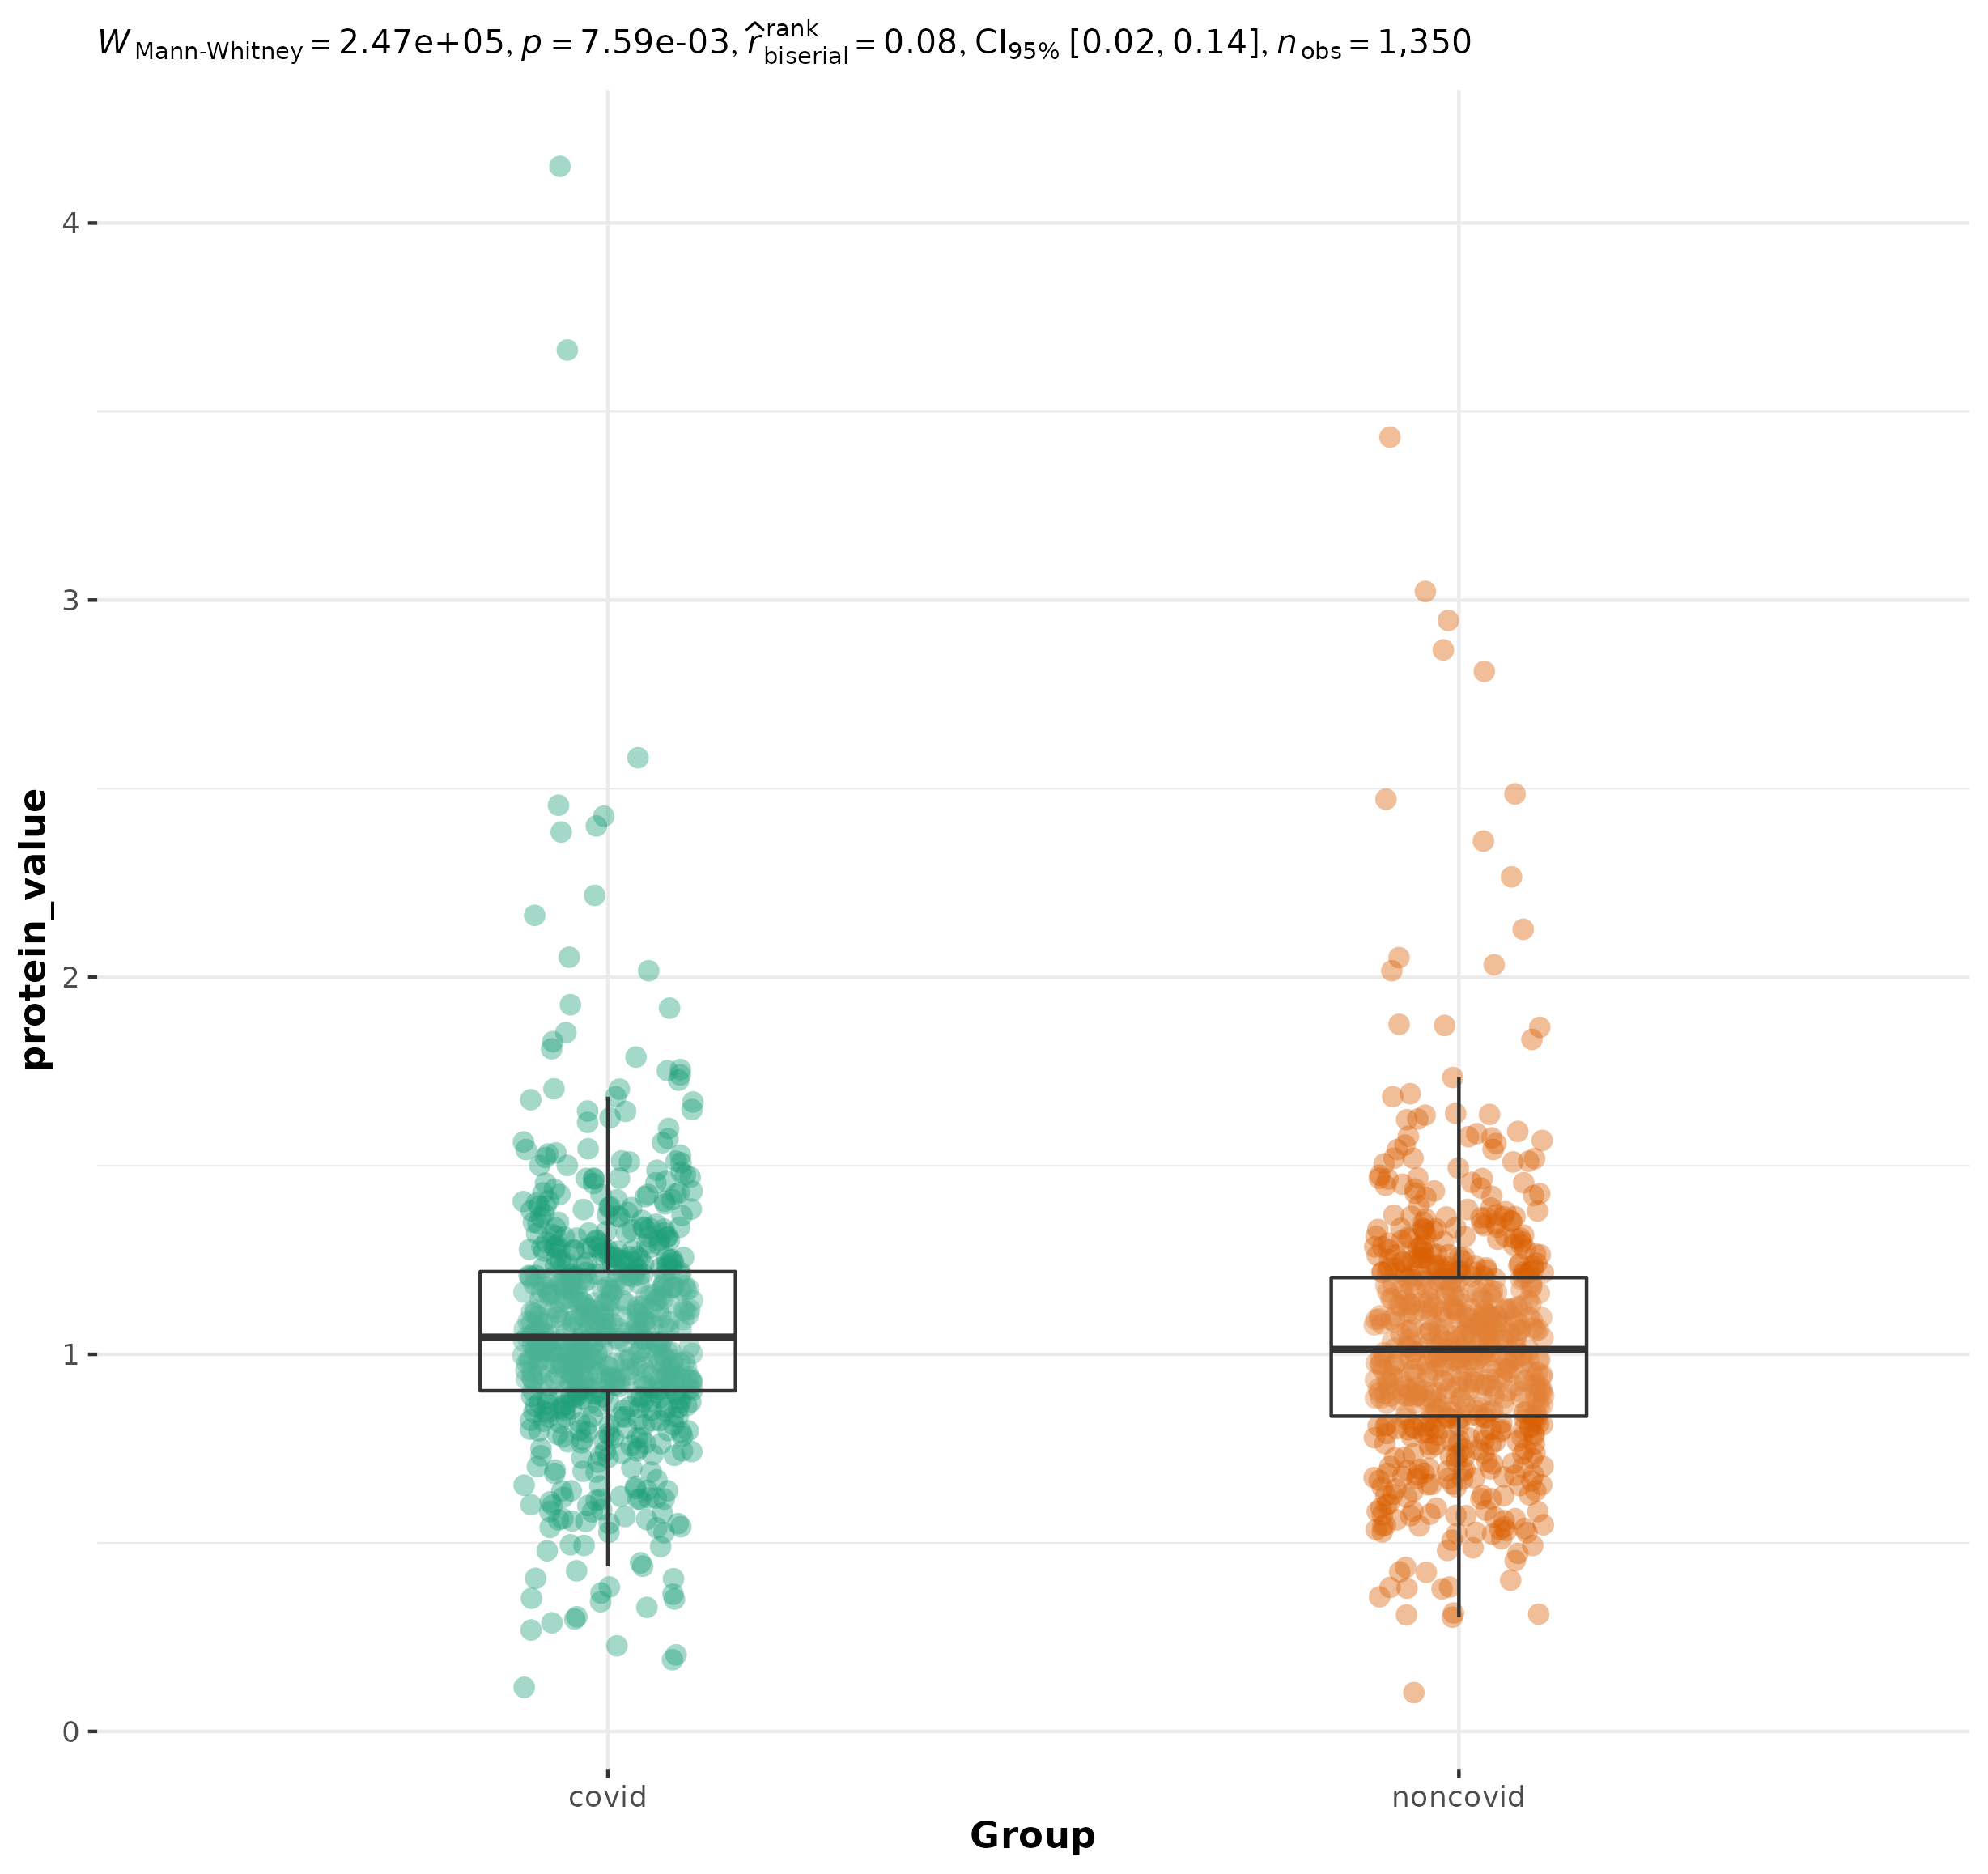 W Mann-Whitney = 2.47e+05, p = 7.59e-03, r̂ rank biserial = 0.08, CI95% [0.02, 0.14], nobs = 1,350
4
3
2
1
0
protein_value
covid noncovid
Group